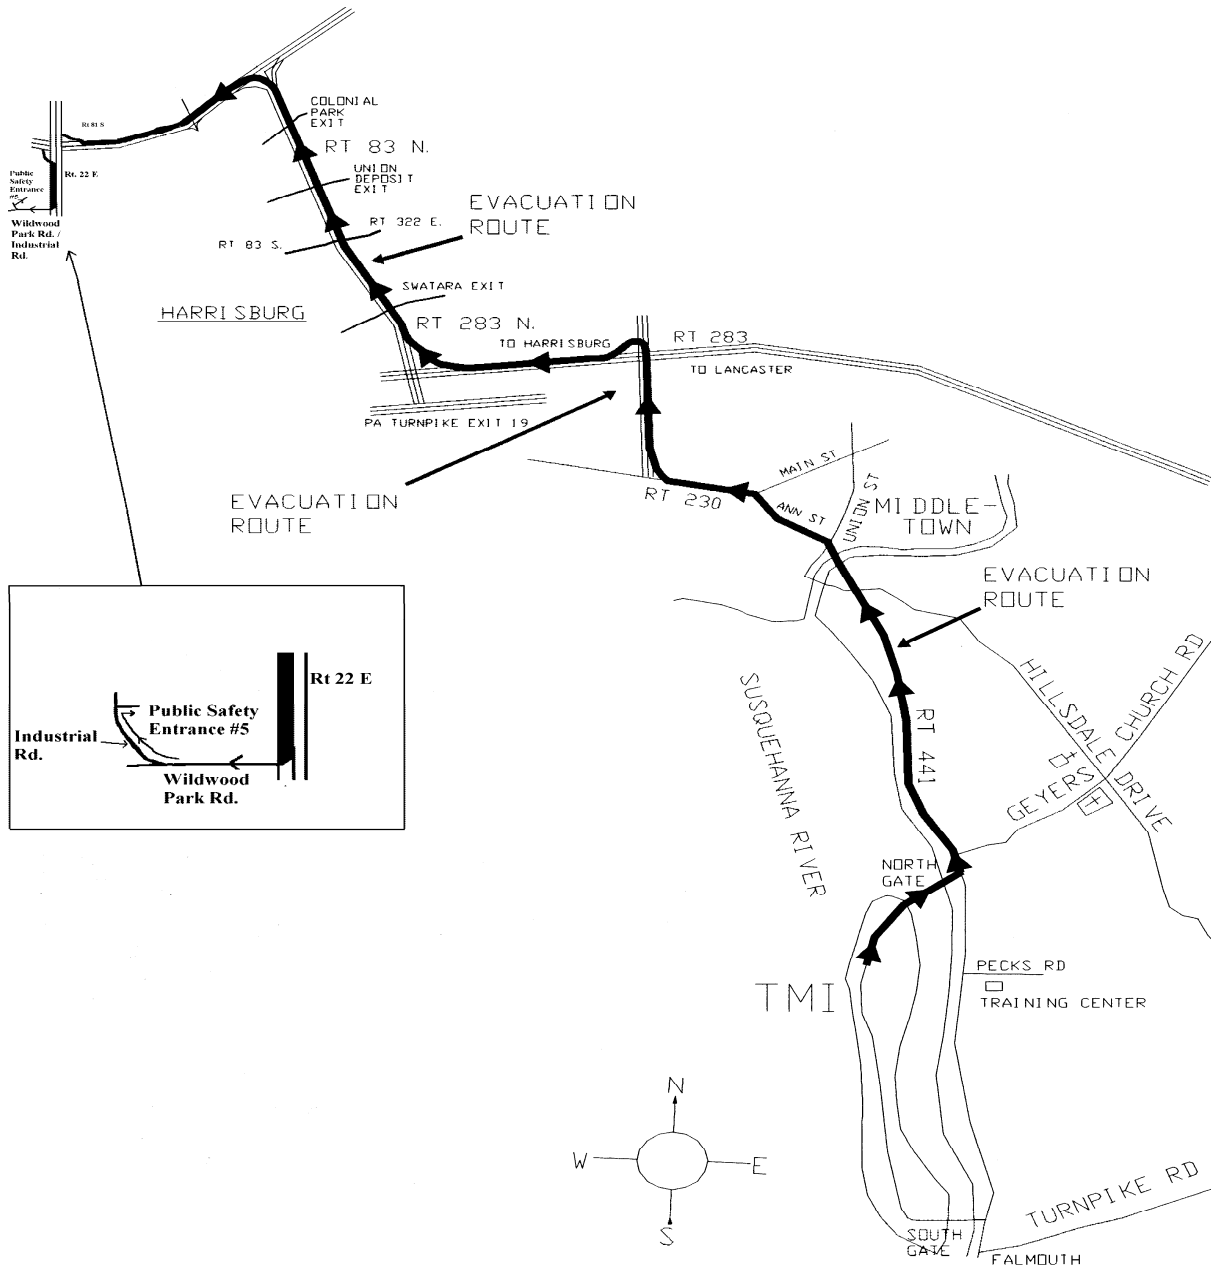 COLONIAL
PARK
EXIT
Rt 81 S
RT 83 N.
Public
Safety
Entrance
#5
Rt. 22 E
UNION
DEPOSIT
EXIT
EVACUATION
ROUTE
Wildwood
Park Rd. /
Industrial
Rd.
RT 322 E.
RT 83 S.
SWATARA EXIT
HARRISBURG
RT 283 N.
TO HARRISBURG
RT 283
TO LANCASTER
PA TURNPIKE EXIT 19
MAIN ST
EVACUATION
ROUTE
RT 230
ANN ST
UNION ST
MIDDLE-
TOWN
EVACUATION
ROUTE
Rt 22 E
Public Safety
Entrance #5
Industrial
Rd.
Wildwood
Park Rd.
SUSQUEHANNA RIVER
RT 441
HILLSDALE DRIVE
GEYERS CHURCH RD
NORTH
GATE
TMI
PECKS RD
TRAINING CENTER
N
W
E
S
TURNPIKE RD
SOUTH
GATE
FALMOUTH